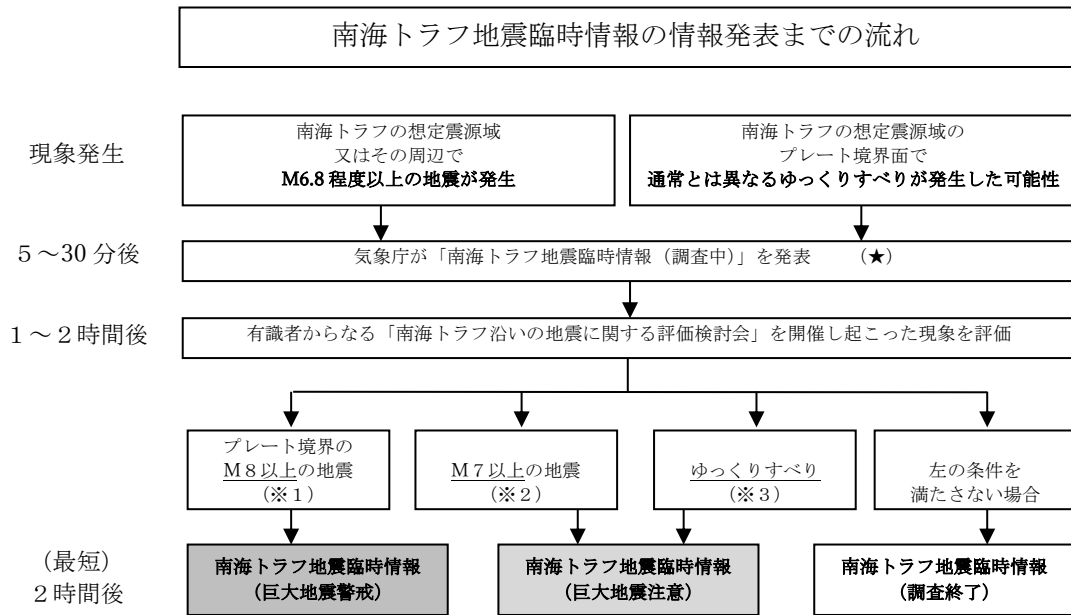 南海トラフ地震臨時情報の情報発表までの流れ
現象発生
南海トラフの想定震源域
又はその周辺で
M6.8 程度以上の地震が発生
南海トラフの想定震源域の
プレート境界面で
通常とは異なるゆっくりすべりが発生した可能性
5～30 分後
気象庁が「南海トラフ地震臨時情報（調査中）」を発表　　（★）
1～2時間後
有識者からなる「南海トラフ沿いの地震に関する評価検討会」を開催し起こった現象を評価
プレート境界の
M8以上の地震
（※1）
M7以上の地震
（※2）
ゆっくりすべり
（※3）
左の条件を
満たさない場合
（最短）
2時間後
南海トラフ地震臨時情報
（巨大地震警戒）
南海トラフ地震臨時情報
（巨大地震注意）
南海トラフ地震臨時情報
（調査終了）